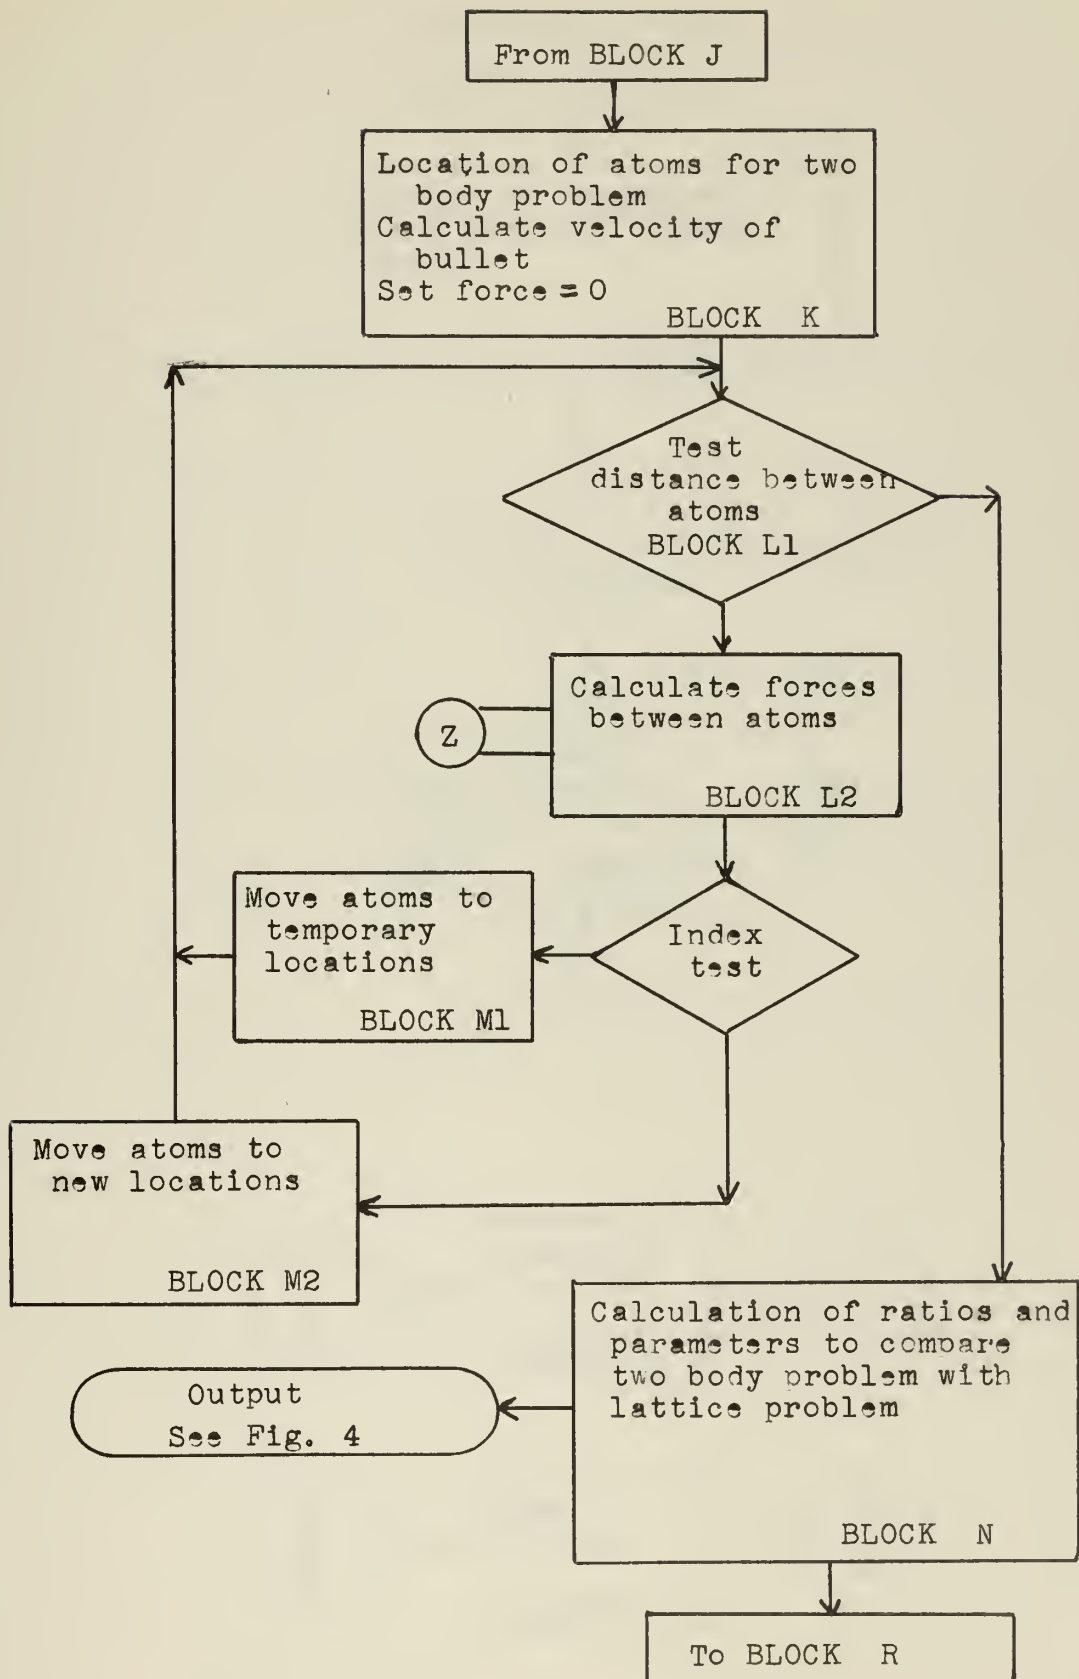 From BLOCK J
Location of atoms for two
body problem
Calculate velocity of
bullet
Set force = 0
BLOCK K
Test
distance between
atoms
BLOCK L1
Calculate forces
between atoms
Z
BLOCK L2
Move atoms to
temporary
locations
BLOCK M1
Index
test
Move atoms to
new locations
BLOCK M2
Calculation of ratios and
parameters to compare
two body problem with
lattice problem
BLOCK N
Output
See Fig. 4
To BLOCK R